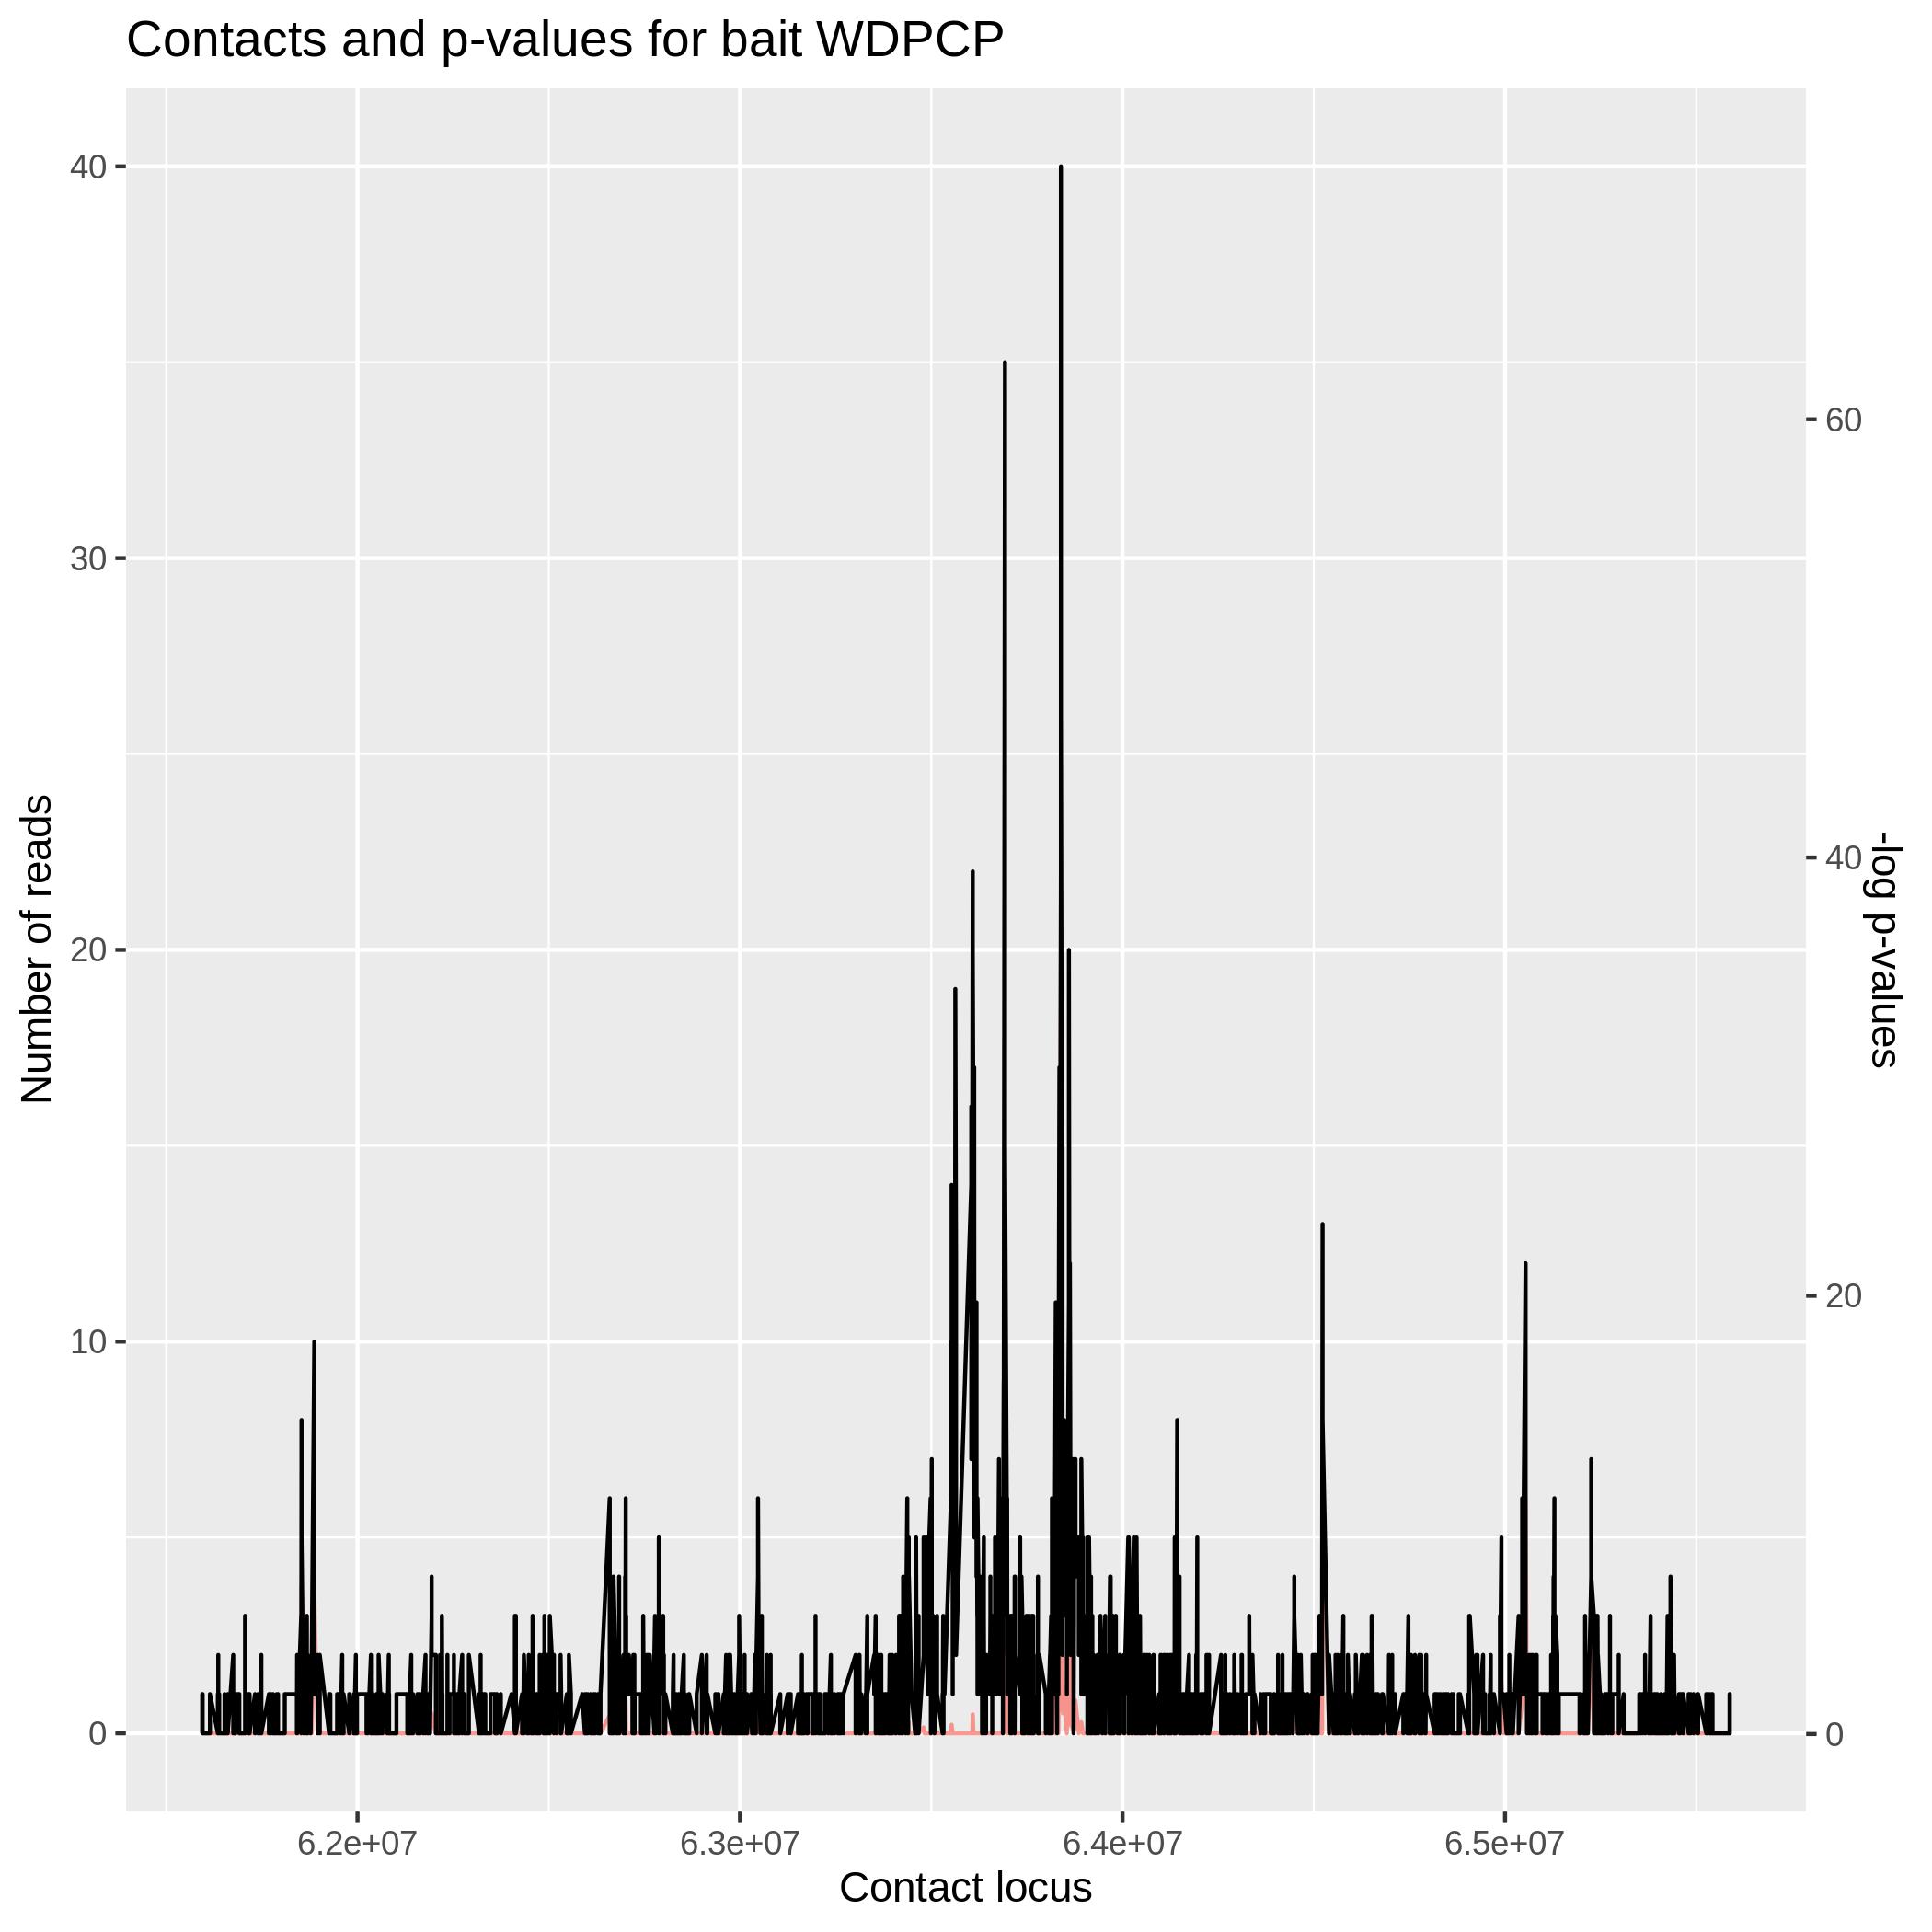 Contacts and p-values for bait WDPCP
40
30
20
10
0
Number of reads
60
40
20
0
-log p-values
6.2e+07
6.3e+07
6.4e+07
6.5e+07
Contact locus